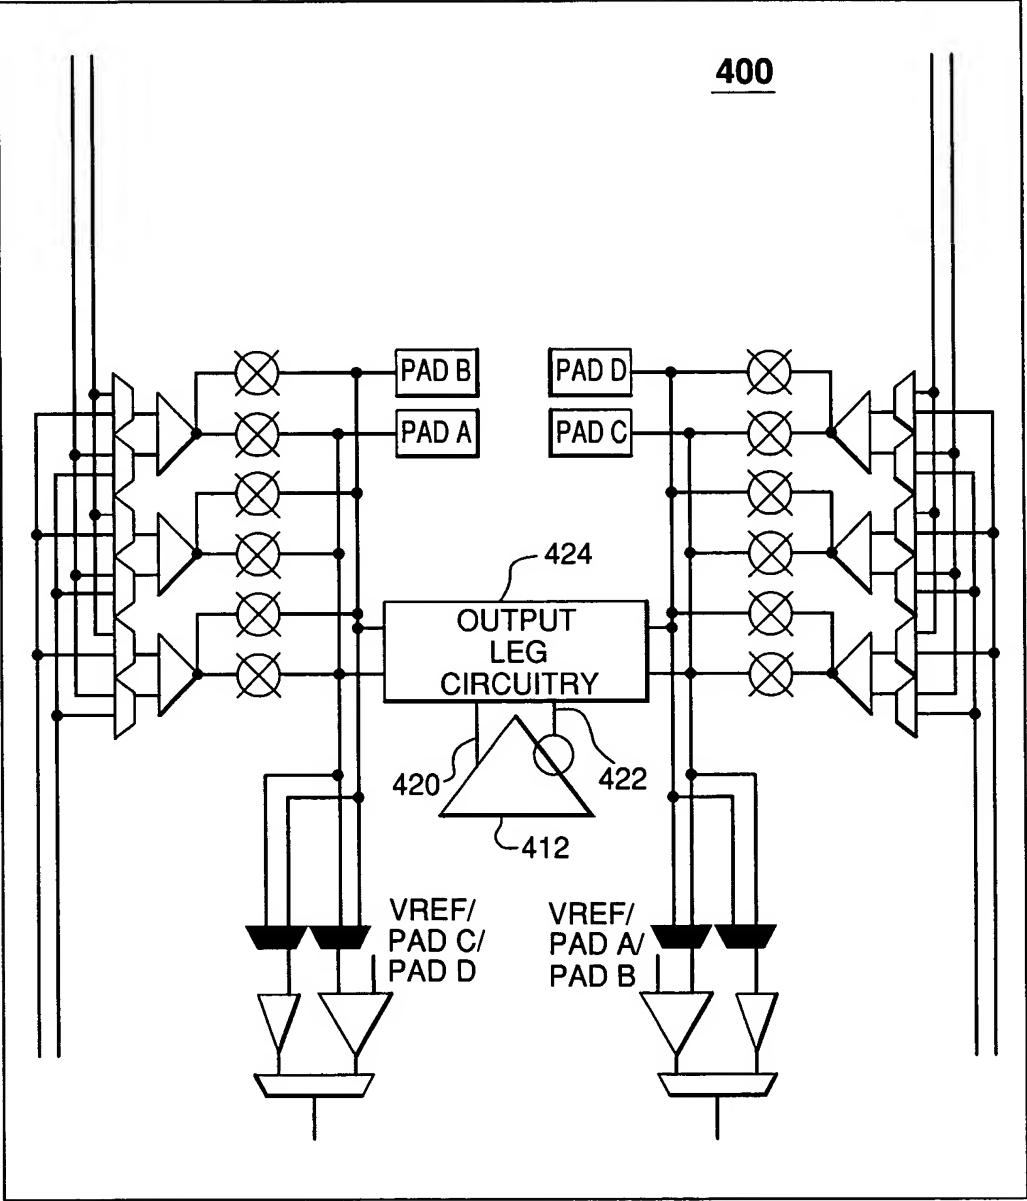 400
PAD B
PAD D
PAD A
PAD C
424
OUTPUT
LEG
CIRCUITRY
420
422
412
VREF/
PAD C/
PAD D
VREF/
PAD A/
PAD B